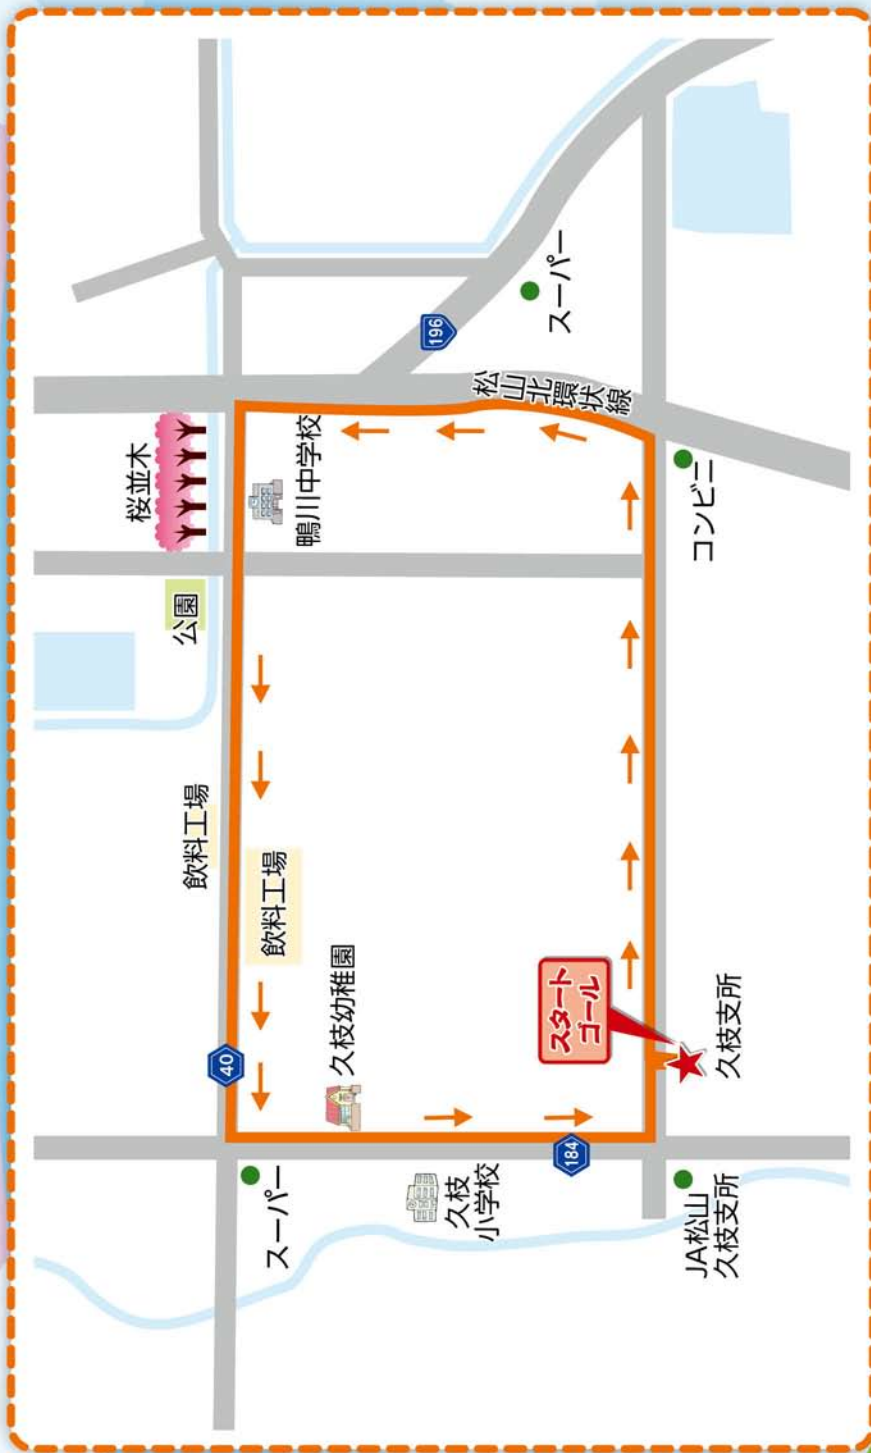 桜並木
公園
飲料工場
飲料工場
40
スーパー
鴨川中学校
久枝幼稚園
久枝
小学校
184
196
スーパー
松山北環状線
コンビニ
スタート
ゴール
久枝支所
JA松山
久枝支所